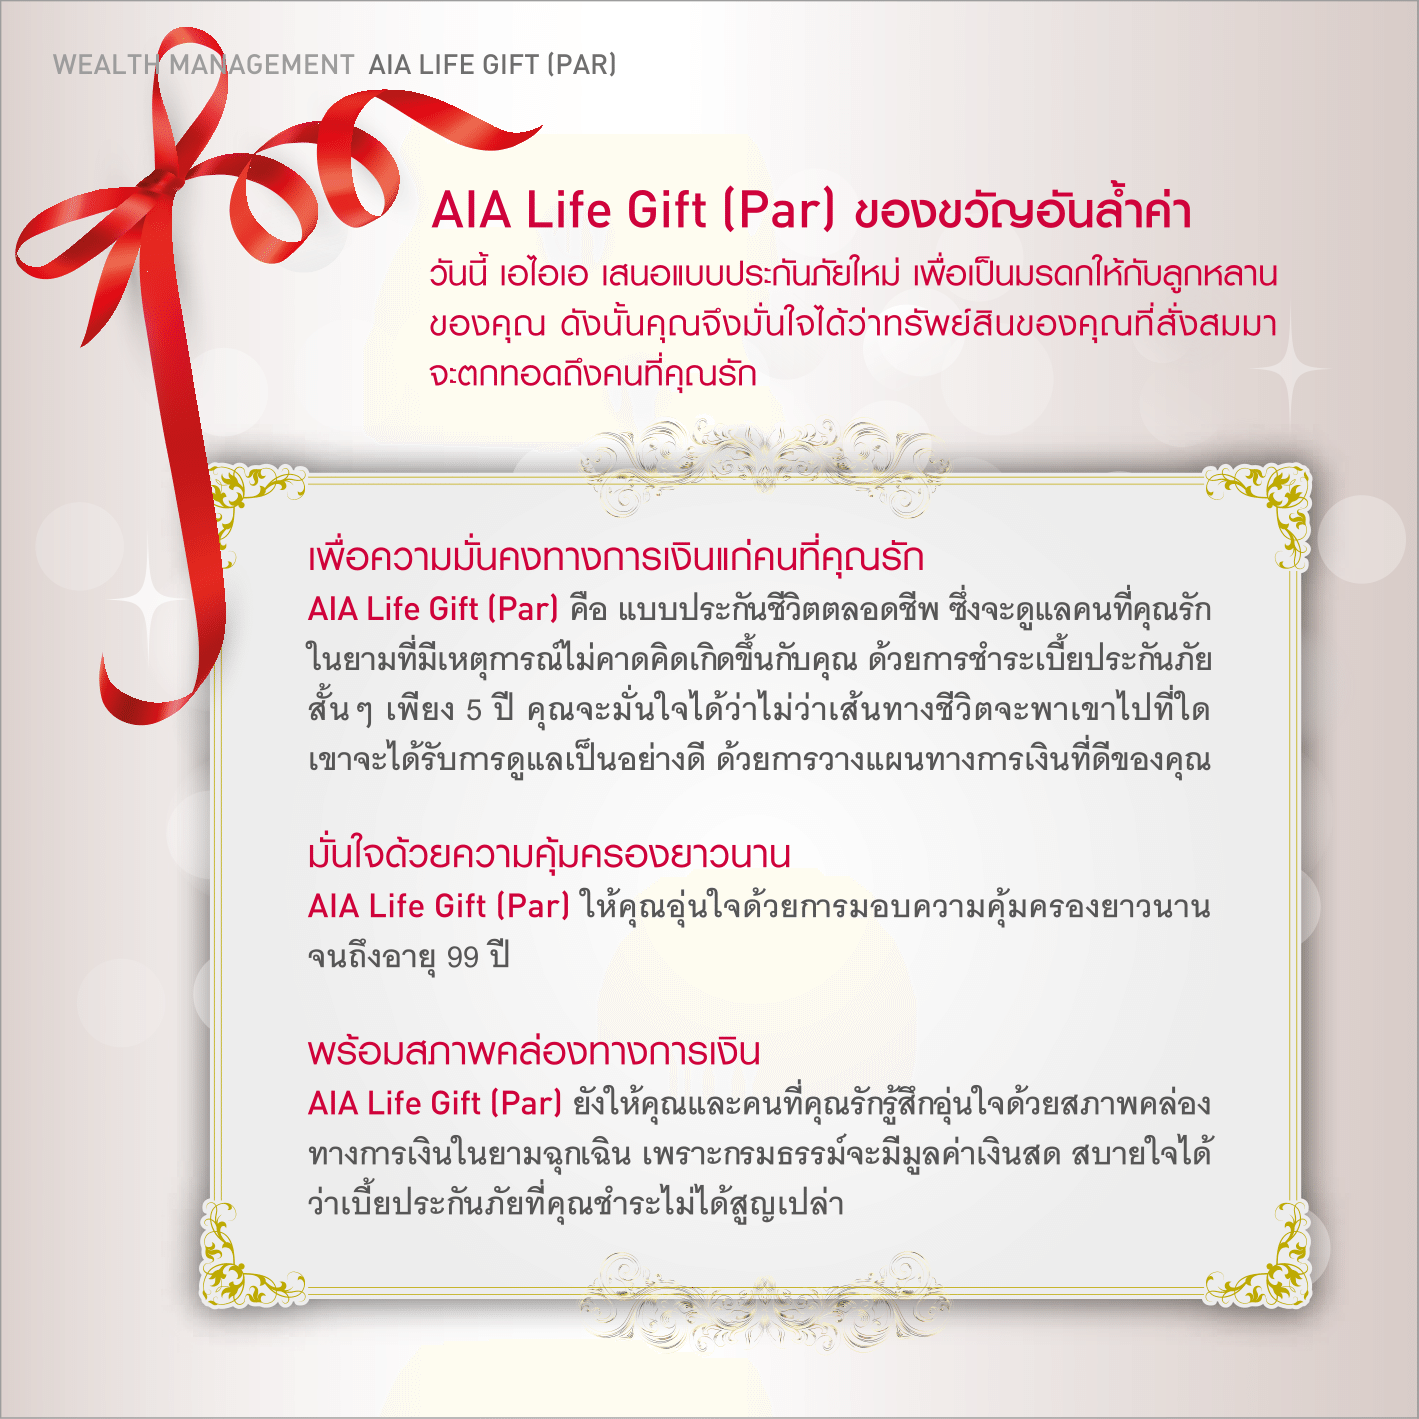 WEALTH MANAGEMENT AIA LIFE GIFT (PAR)
AIA Life Gift (Par) ของขวัญอันล้ำค่า
วันนี้ เอไอเอ เสนอแบบประกันภัยใหม่ เพื่อเป็นมรดกให้กับลูกหลาน
ของคุณ ดังนั้นคุณจึงมั่นใจได้ว่าทรัพย์สินของคุณที่สั่งสมมา
จะตกทอดถึงคนที่คุณรัก
เพื่อความมั่นคงทางการเงินแก่คนที่คุณรัก
AIA Life Gift (Par) คือ แบบประกันชีวิตตลอดชีพ ซึ่งจะดูแลคนที่คุณรัก
ในยามที่มีเหตุการณ์ไม่คาดคิดเกิดขึ้นกับคุณ ด้วยการชำระเบี้ยประกันภัย
สั้นๆ เพียง 5 ปี คุณจะมั่นใจได้ว่าไม่ว่าเส้นทางชีวิตจะพาเขาไปที่ใด
เขาจะได้รับการดูแลเป็นอย่างดี ด้วยการวางแผนทางการเงินที่ดีของคุณ
มั่นใจด้วยความคุ้มครองยาวนาน
AIA Life Gift (Par) ให้คุณอุ่นใจด้วยการมอบความคุ้มครองยาวนาน
จนถึงอายุ 99 ปี
พร้อมสภาพคล่องทางการเงิน
AIA Life Gift (Par) ยังให้คุณและคนที่คุณรักรู้สึกอุ่นใจด้วยสภาพคล่อง
ทางการเงินในยามฉุกเฉิน เพราะกรมธรรม์จะมีมูลค่าเงินสด สบายใจได้
ว่าเบี้ยประกันภัยที่คุณชำระไม่ได้สูญเปล่า